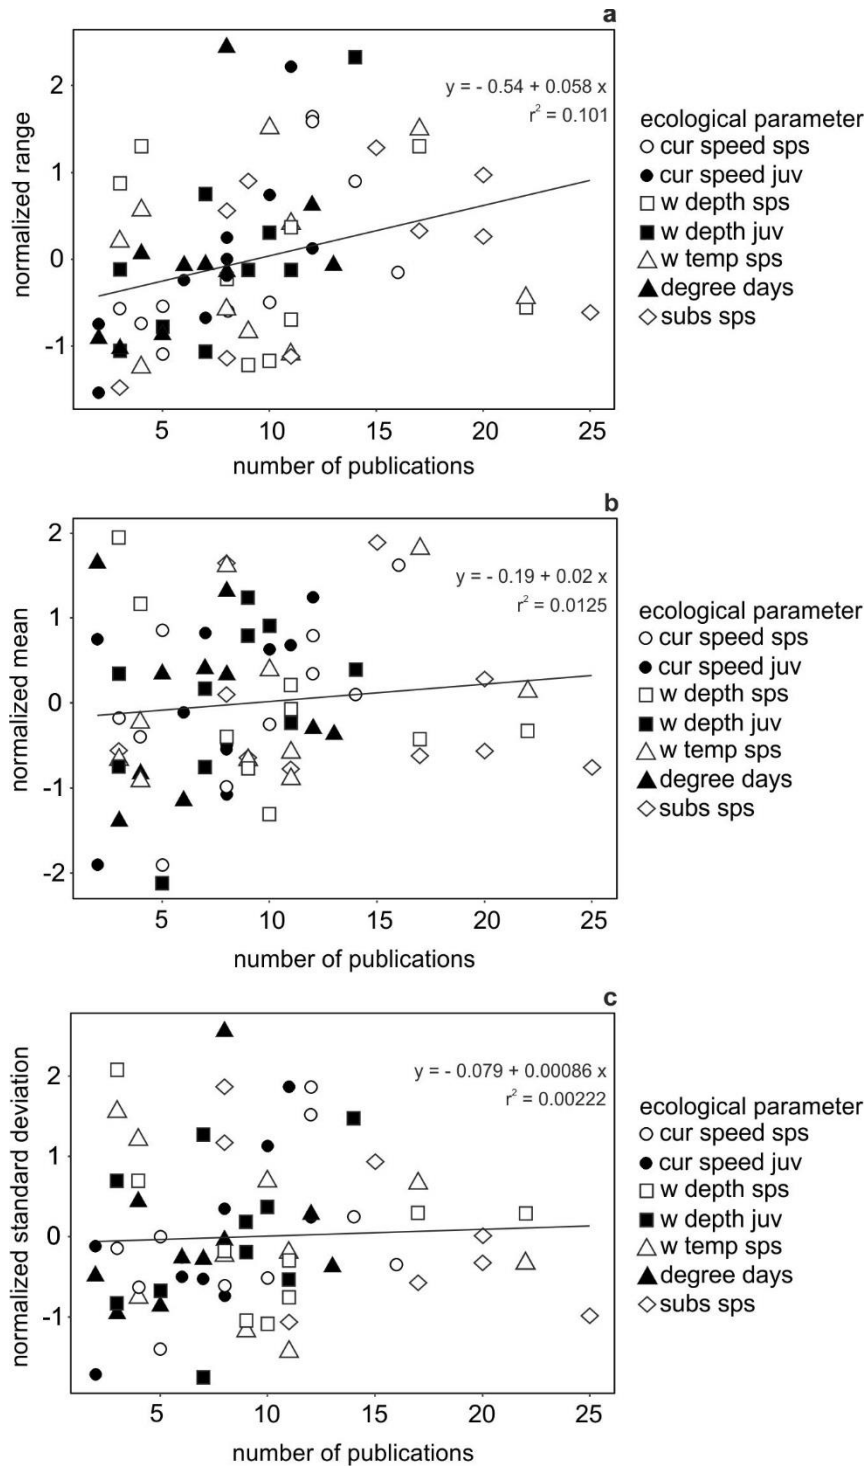 a
2
1
0
-1
normalized range
y = - 0.54 + 0.058 x
r² = 0.101
5 10 15 20 25
number of publications
ecological parameter
cur speed sps
cur speed juv
w depth sps
w depth juv
w temp sps
degree days
subs sps
b
2
1
0
-1
-2
normalized mean
y = - 0.19 + 0.02 x
r² = 0.0125
5 10 15 20 25
number of publications
ecological parameter
cur speed sps
cur speed juv
w depth sps
w depth juv
w temp sps
degree days
subs sps
c
2
1
0
-1
normalized standard deviation
y = - 0.079 + 0.00086 x
r² = 0.00222
5 10 15 20 25
number of publications
ecological parameter
cur speed sps
cur speed juv
w depth sps
w depth juv
w temp sps
degree days
subs sps